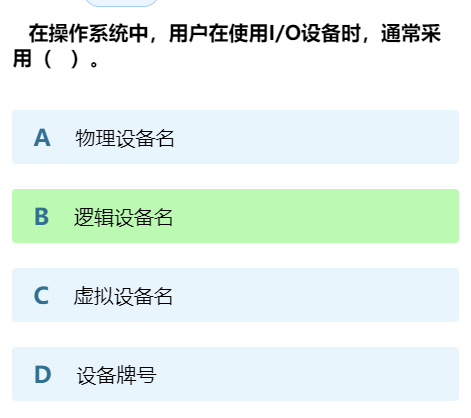 在操作系统中，用户在使用I/O设备时，通常采
用（ ）。
A 物理设备名
B 逻辑设备名
C 虚拟设备名
D 设备牌号